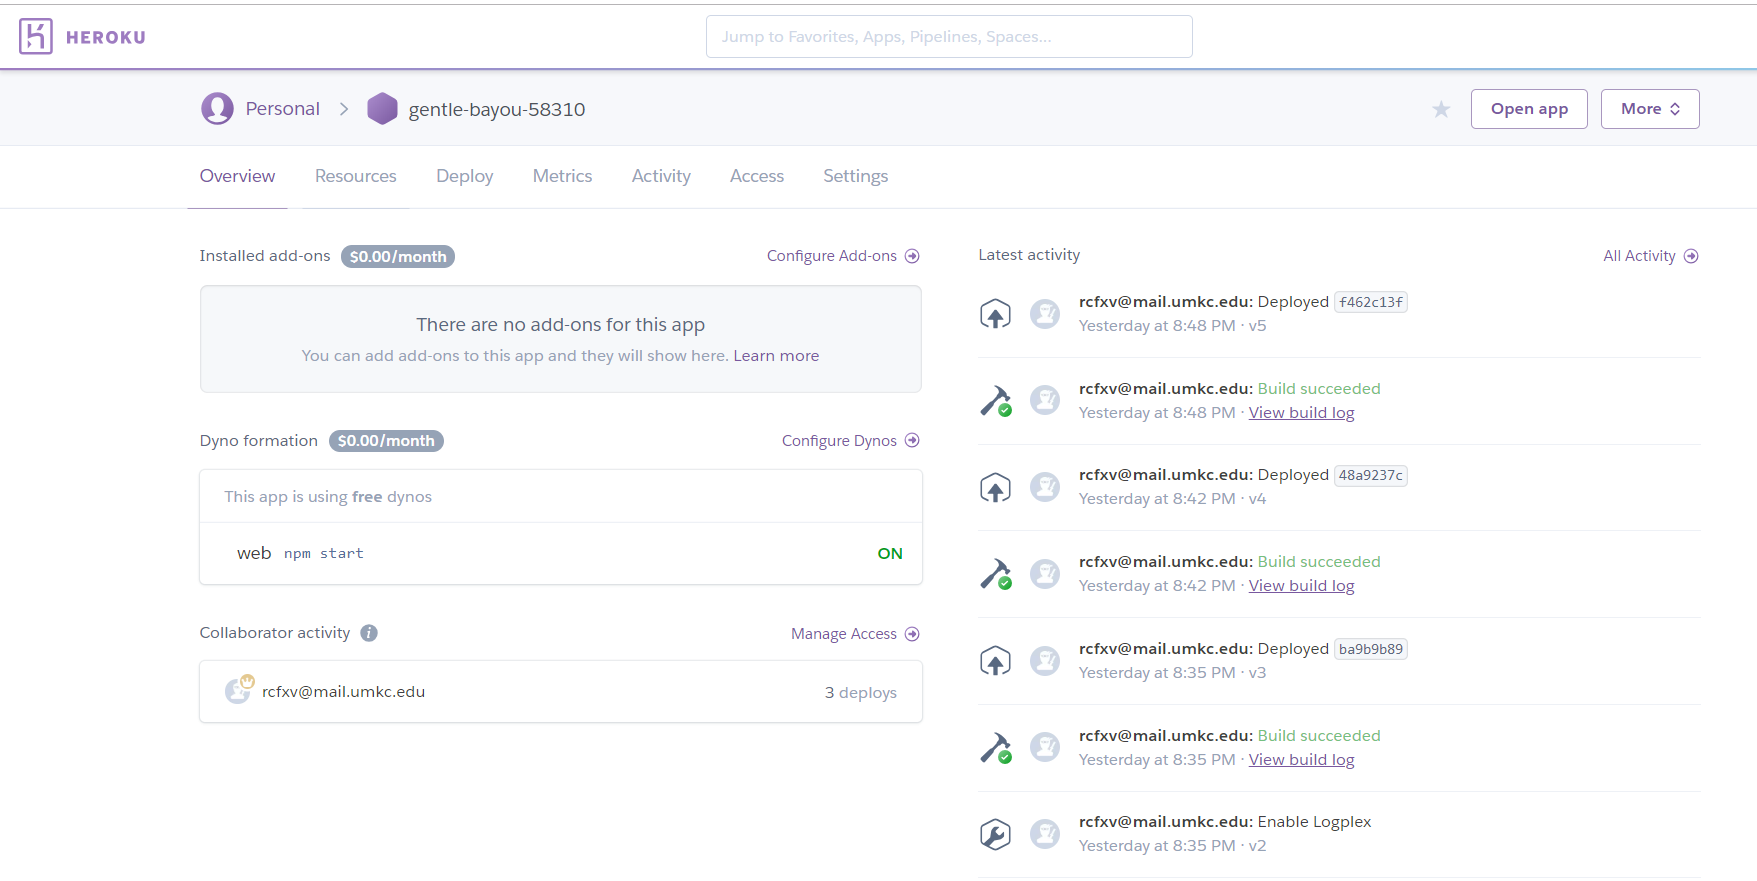 HEROKU
Jump to Favorites, Apps, Pipelines, Spaces...
Personal > gentle-bayou-58310
Open app
More
Overview Resources Deploy Metrics Activity Access Settings
Installed add-ons $0.00/month
Configure Add-ons
There are no add-ons for this app
You can add add-ons to this app and they will show here. Learn more
Dyno formation $0.00/month
Configure Dynos
This app is using free dynos
web npm start ON
Collaborator activity i
Manage Access
rcfxv@mail.umkc.edu 3 deploys
Latest activity
All Activity
rcfxv@mail.umkc.edu: Deployed f462c13f
Yesterday at 8:48 PM · v5
rcfxv@mail.umkc.edu: Build succeeded
Yesterday at 8:48 PM · View build log
rcfxv@mail.umkc.edu: Deployed 48a9237c
Yesterday at 8:42 PM · v4
rcfxv@mail.umkc.edu: Build succeeded
Yesterday at 8:42 PM · View build log
rcfxv@mail.umkc.edu: Deployed ba9b9b89
Yesterday at 8:35 PM · v3
rcfxv@mail.umkc.edu: Build succeeded
Yesterday at 8:35 PM · View build log
rcfxv@mail.umkc.edu: Enable Logplex
Yesterday at 8:35 PM · v2